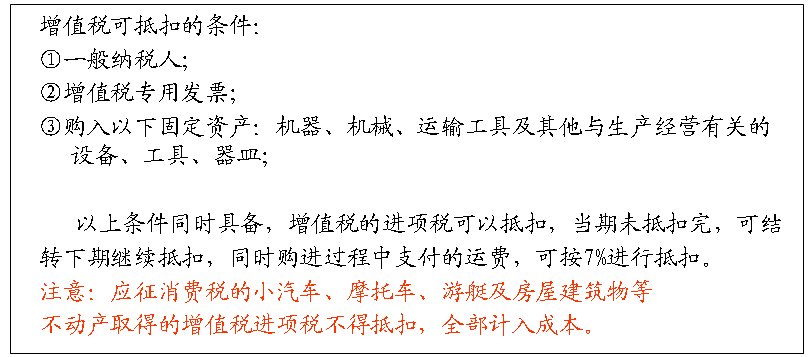 增值税可抵扣的条件：
①一般纳税人；
②增值税专用发票；
③购入以下固定资产：机器、机械、运输工具及其他与生产经营有关的
设备、工具、器皿；
以上条件同时具备，增值税的进项税可以抵扣，当期未抵扣完，可结
转下期继续抵扣，同时购进过程中支付的运费，可按7%进行抵扣。
注意：应征消费税的小汽车、摩托车、游艇及房屋建筑物等
不动产取得的增值税进项税不得抵扣，全部计入成本。